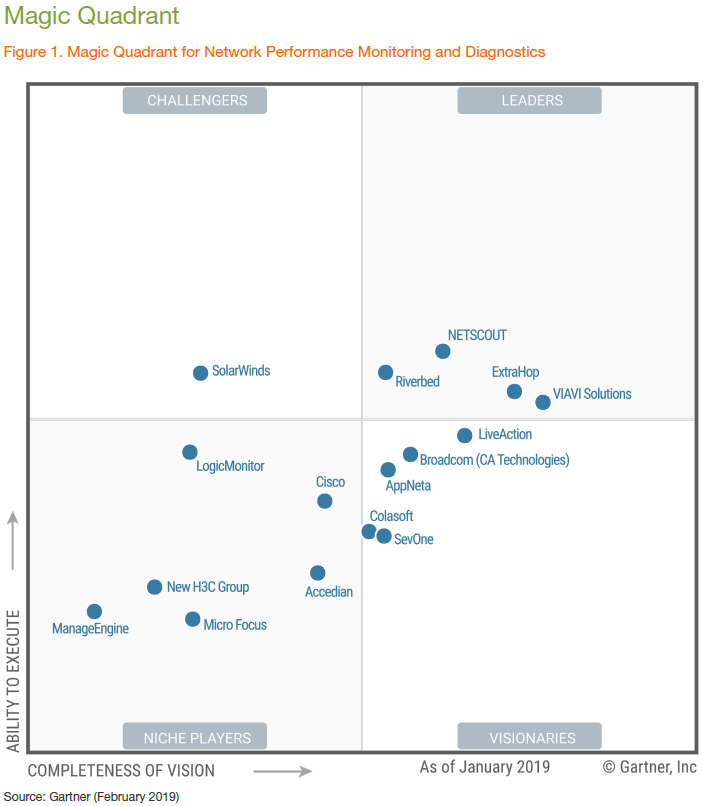 Magic Quadrant
Figure 1. Magic Quadrant for Network Performance Monitoring and Diagnostics
CHALLENGERS
LEADERS
NETSCOUT
SolarWinds
Riverbed
ExtraHop
VIAVI Solutions
LiveAction
LogicMonitor
Broadcom (CA Technologies)
AppNeta
Cisco
Colasoft
SevOne
New H3C Group
Accedian
ManageEngine
Micro Focus
ABILITY TO EXECUTE
NICHE PLAYERS
VISIONARIES
COMPLETENESS OF VISION
As of January 2019
© Gartner, Inc
Source: Gartner (February 2019)